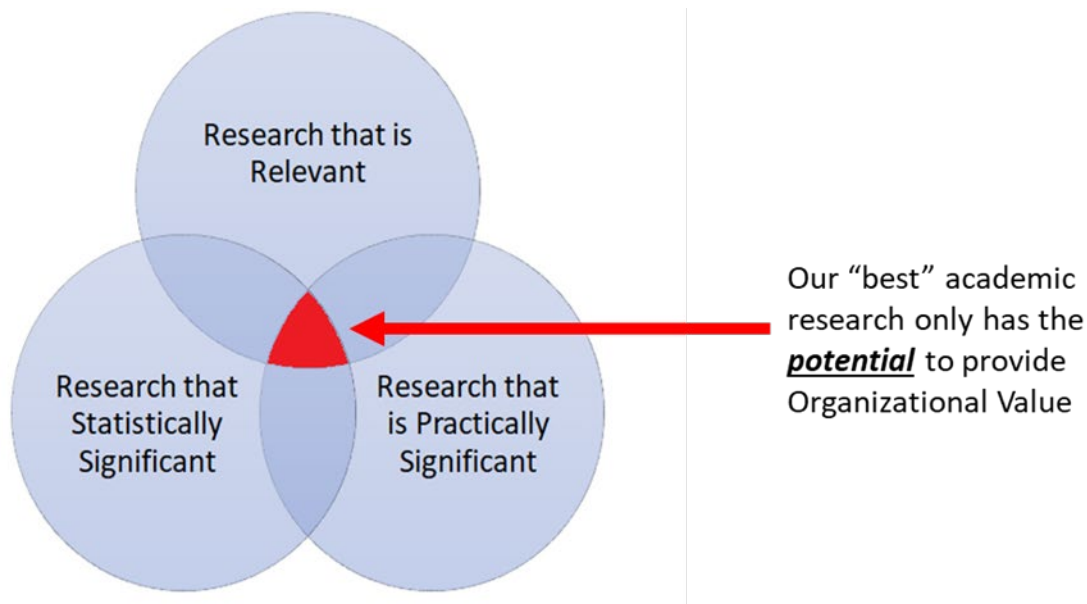 Research that is
Relevant
Research that
Statistically
Significant
Research that
is Practically
Significant
Our “best” academic
research only has the
potential to provide
Organizational Value